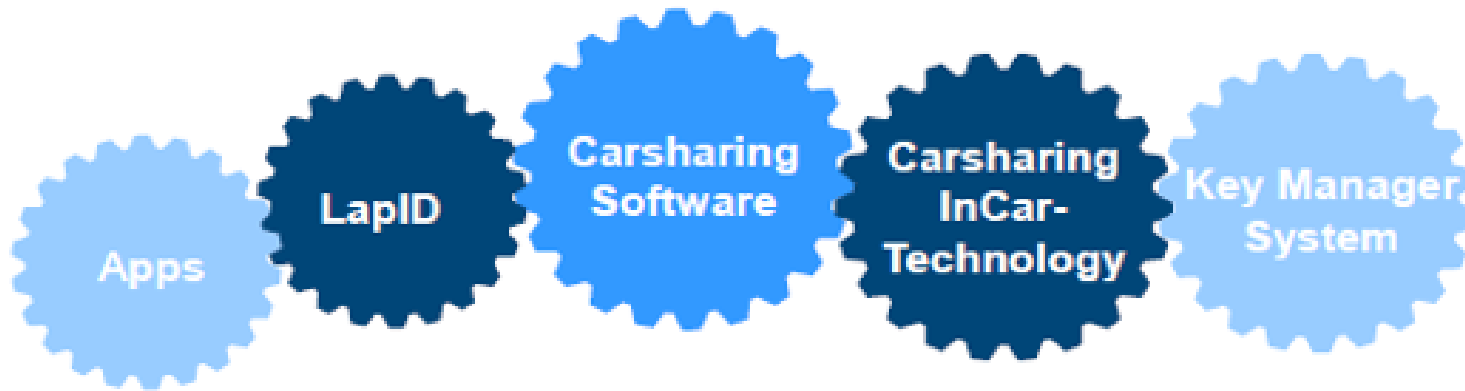 Apps
LapID
Carsharing
Software
Carsharing
InCar-
Technology
Key Manager
System